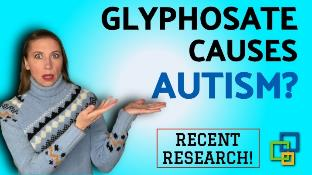 GLYPHOSATE
CAUSES
AUTISM?
RECENT
RESEARCH!